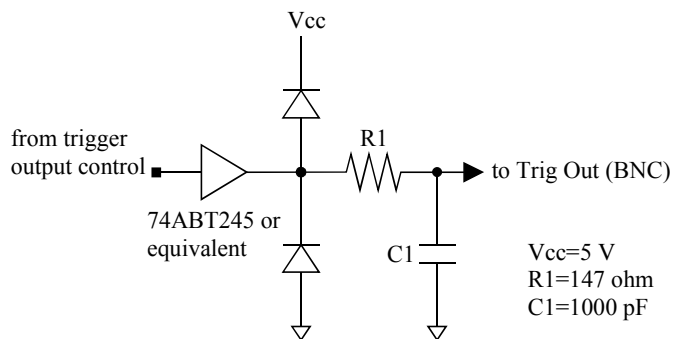 Vcc
from trigger
output control
R1
to Trig Out (BNC)
74ABT245 or
equivalent
C1
Vcc=5 V
R1=147 ohm
C1=1000 pF